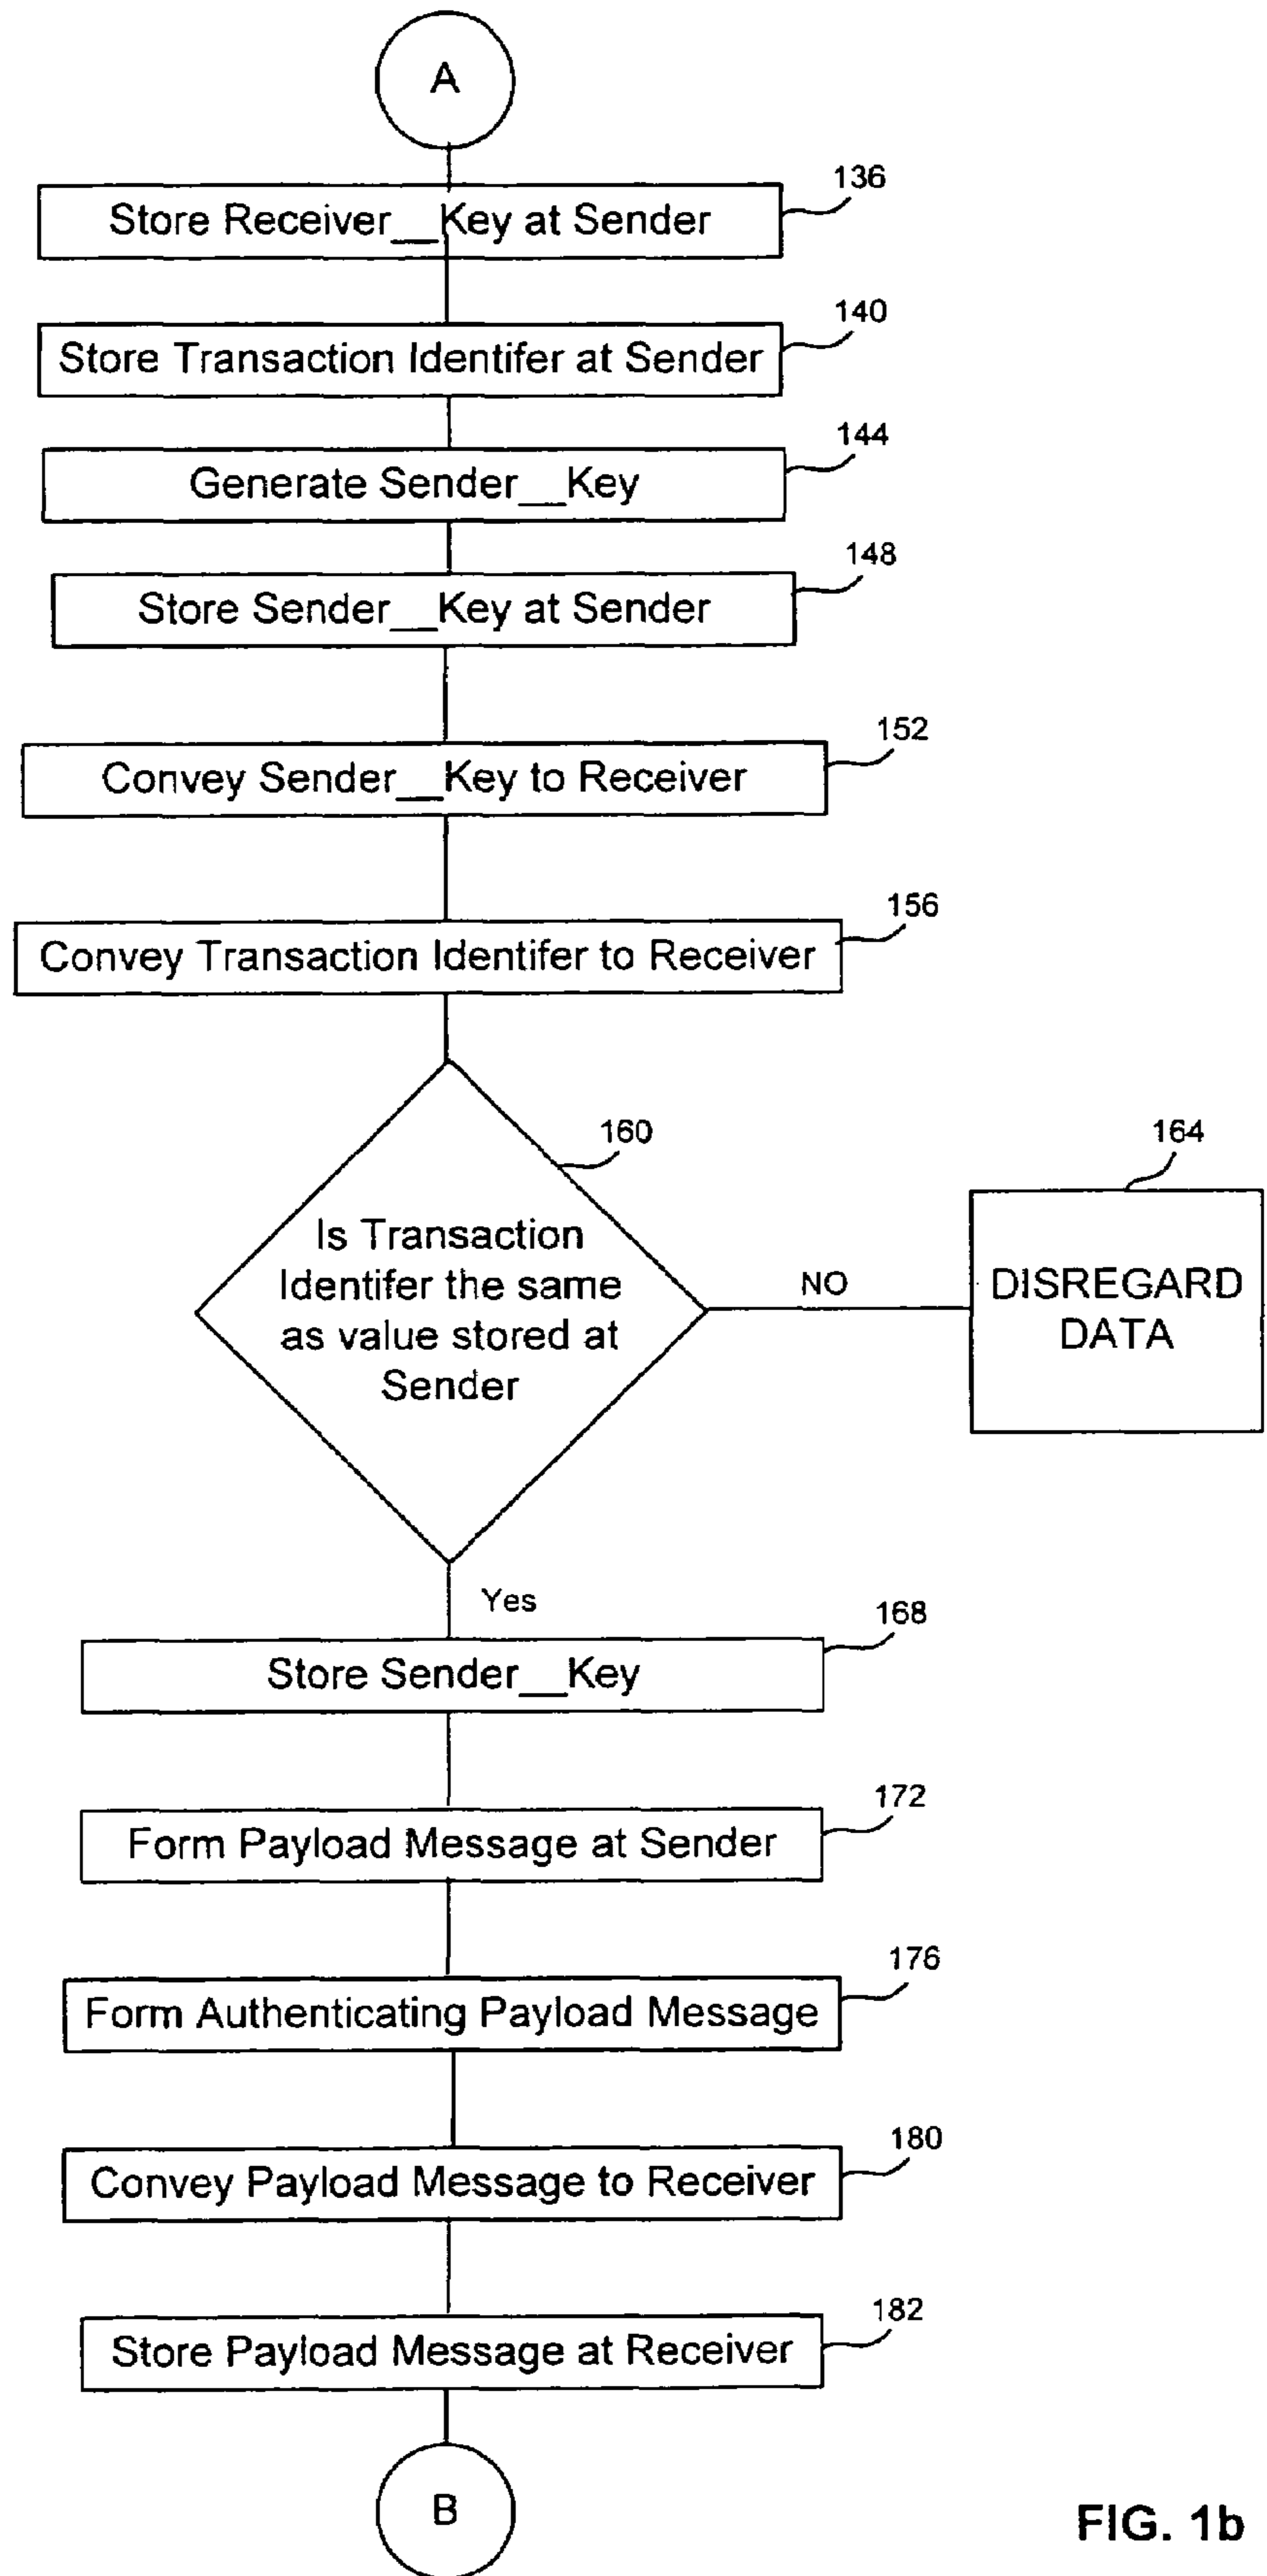 A
136
Store Receiver__Key at Sender
140
Store Transaction Identifer at Sender
144
Generate Sender__Key
148
Store Sender__Key at Sender
152
Convey Sender__Key to Receiver
156
Convey Transaction Identifer to Receiver
160
Is Transaction
Identifer the same
as value stored at
Sender
NO
164
DISREGARD
DATA
Yes
168
Store Sender__Key
172
Form Payload Message at Sender
176
Form Authenticating Payload Message
180
Convey Payload Message to Receiver
182
Store Payload Message at Receiver
B
FIG. 1b